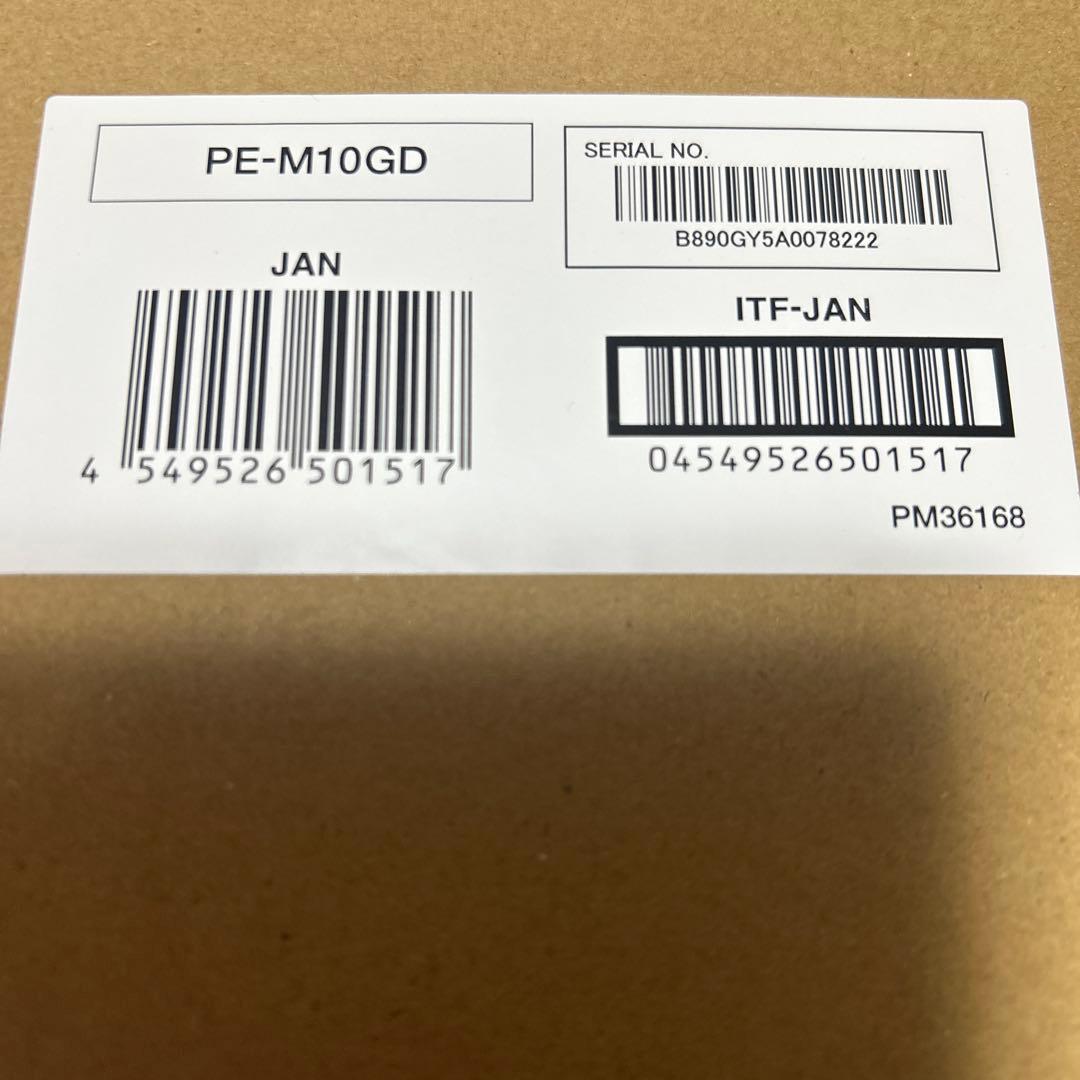 PE-M10GD
JAN
4 549526 501517
SERIAL NO.
B890GY5A0078222
ITF-JAN
04549526501517
PM36168